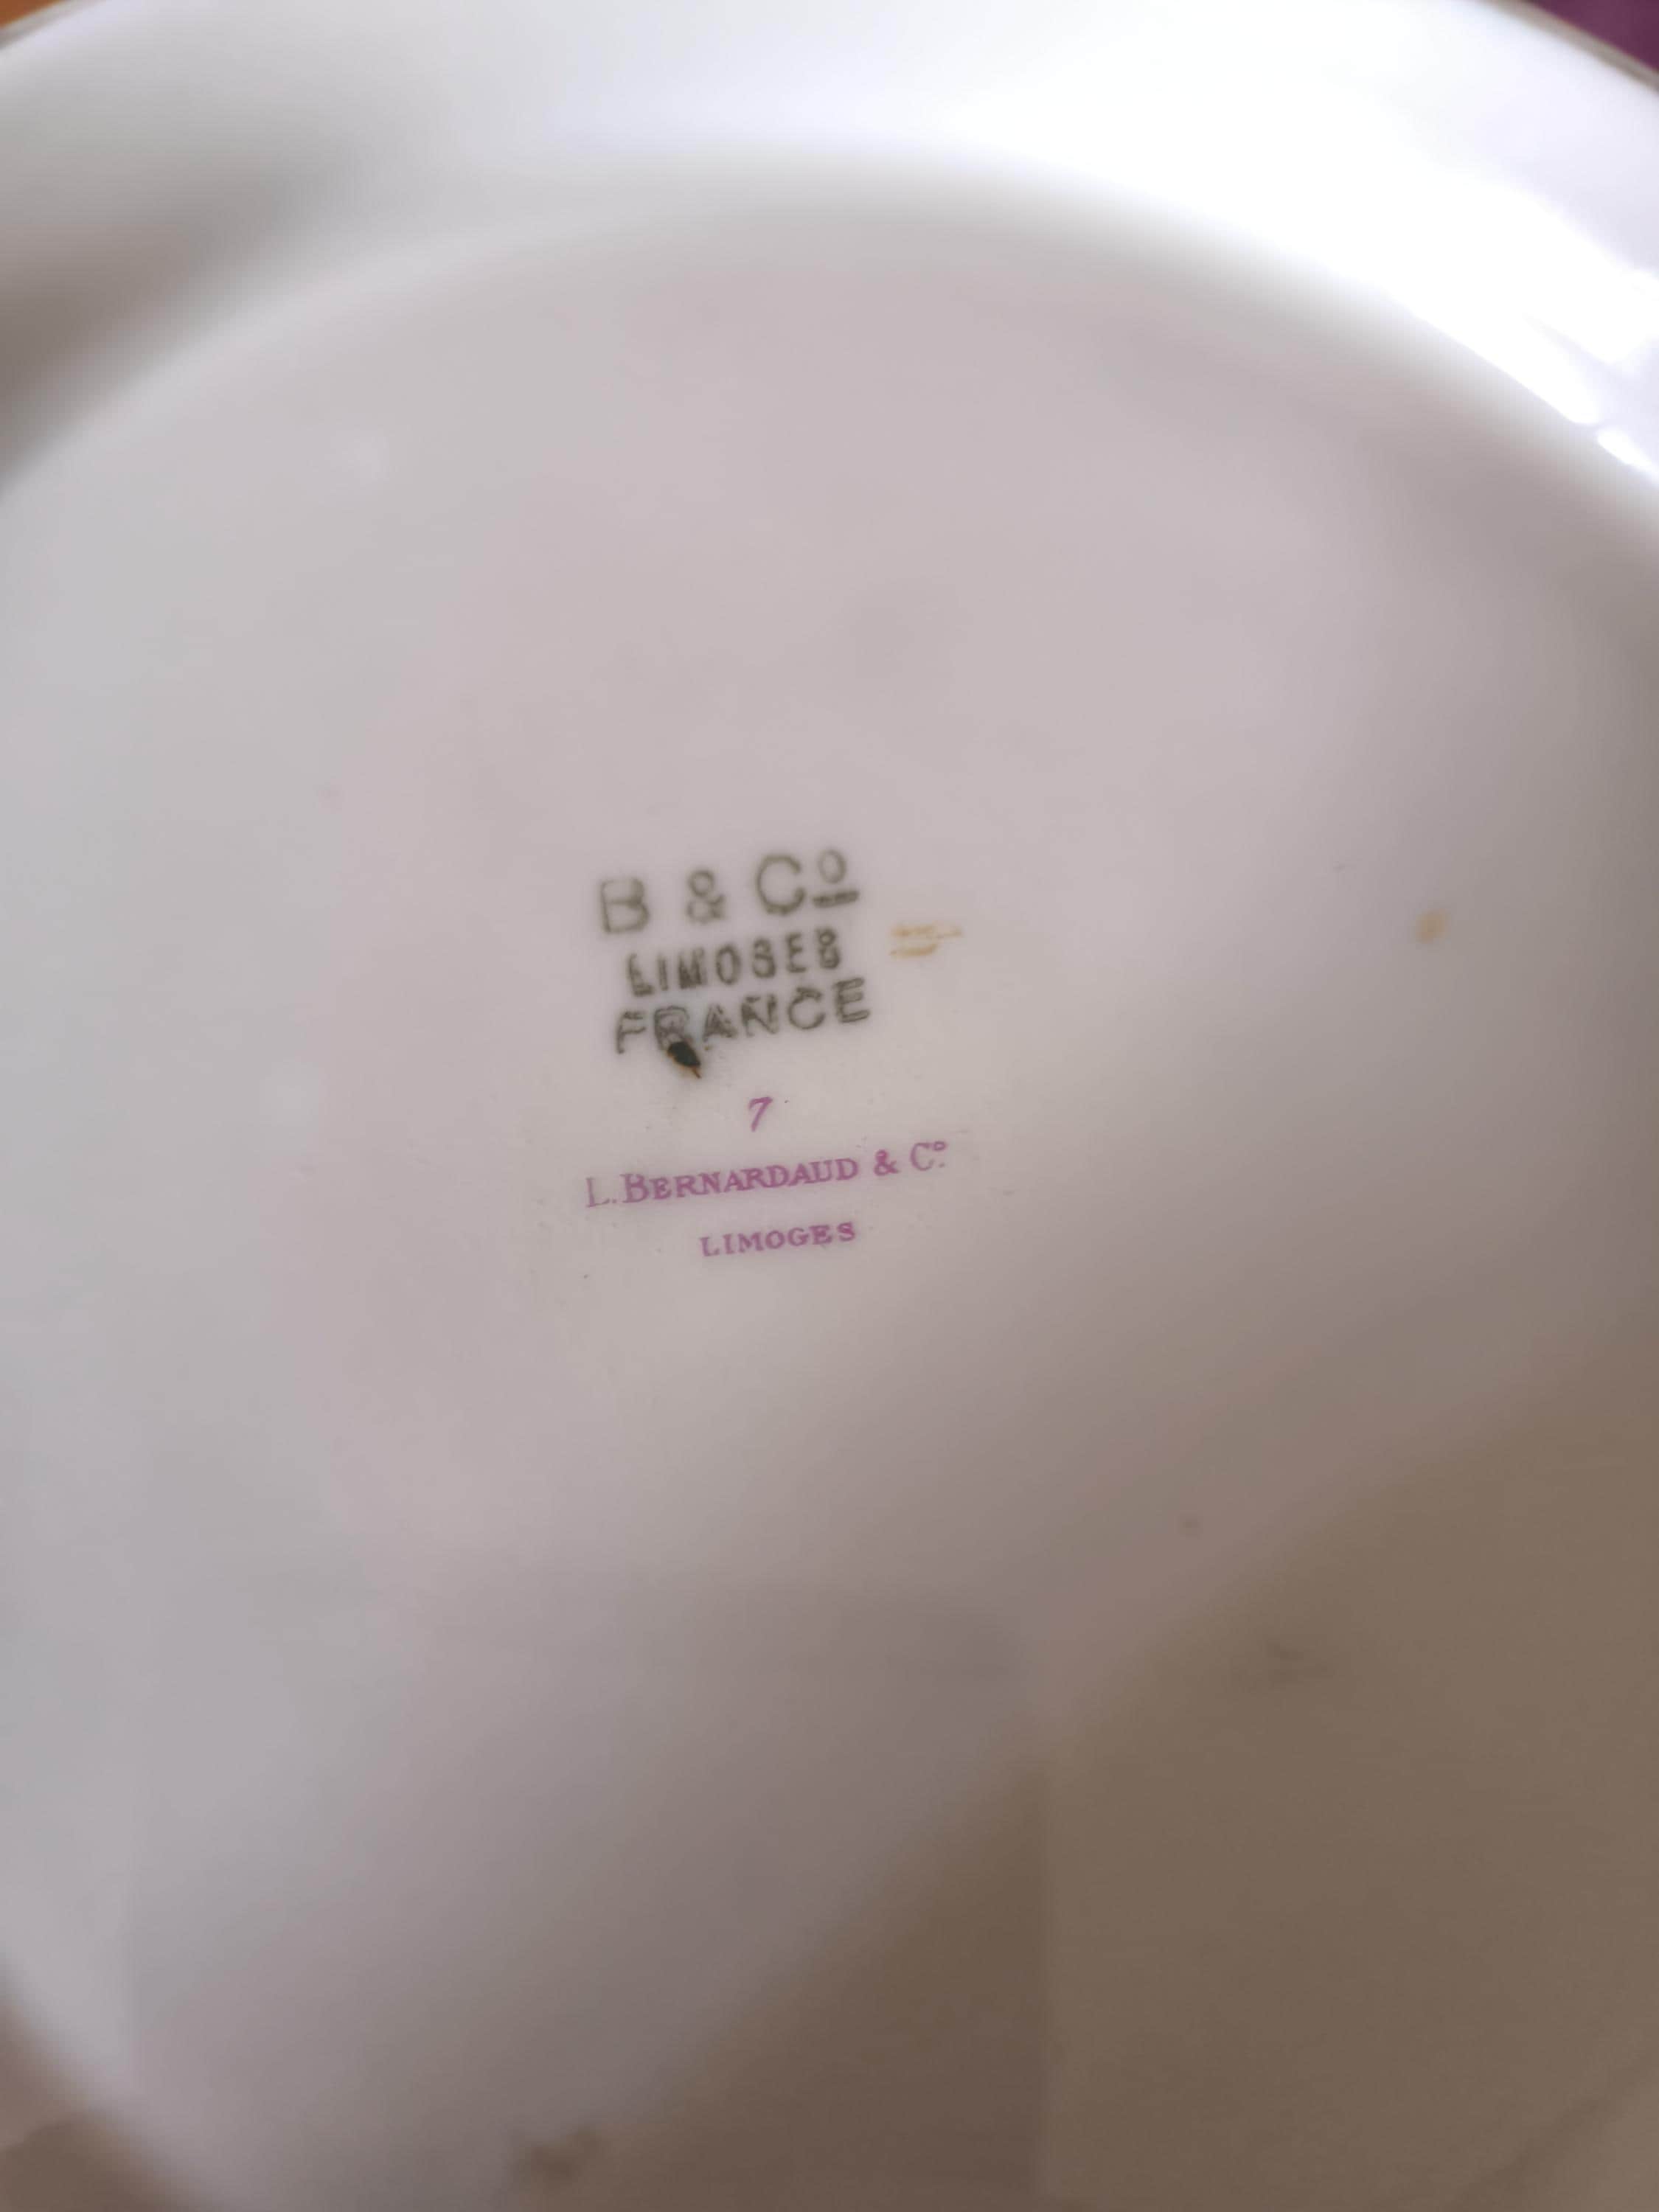 B & Cº
LIMOGES
FRANCE
7
L. BERNARDAUD & Cº
LIMOGES